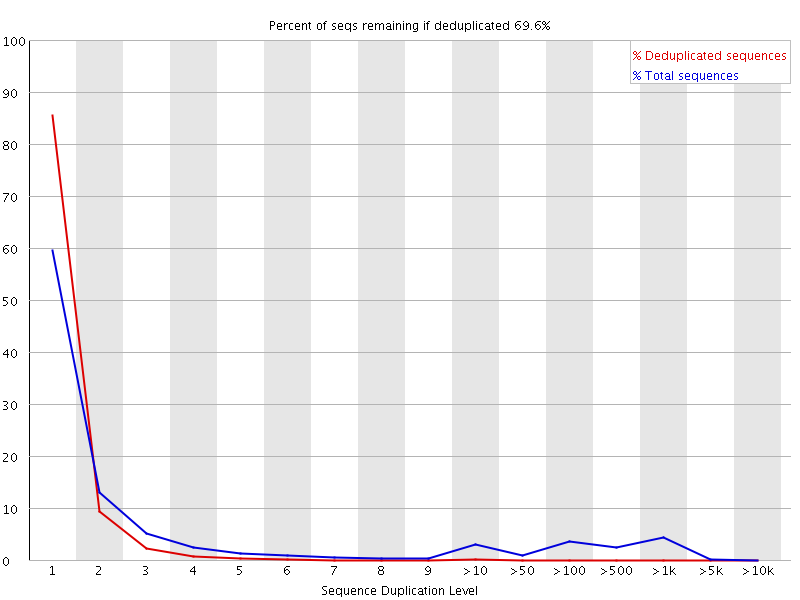 Percent of seqs remaining if deduplicated 69.6%
% Deduplicated sequences
% Total sequences
100
90
80
70
60
50
40
30
20
10
0
1 2 3 4 5 6 7 8 9 >10 >50 >100 >500 >1k >5k >10k
Sequence Duplication Level